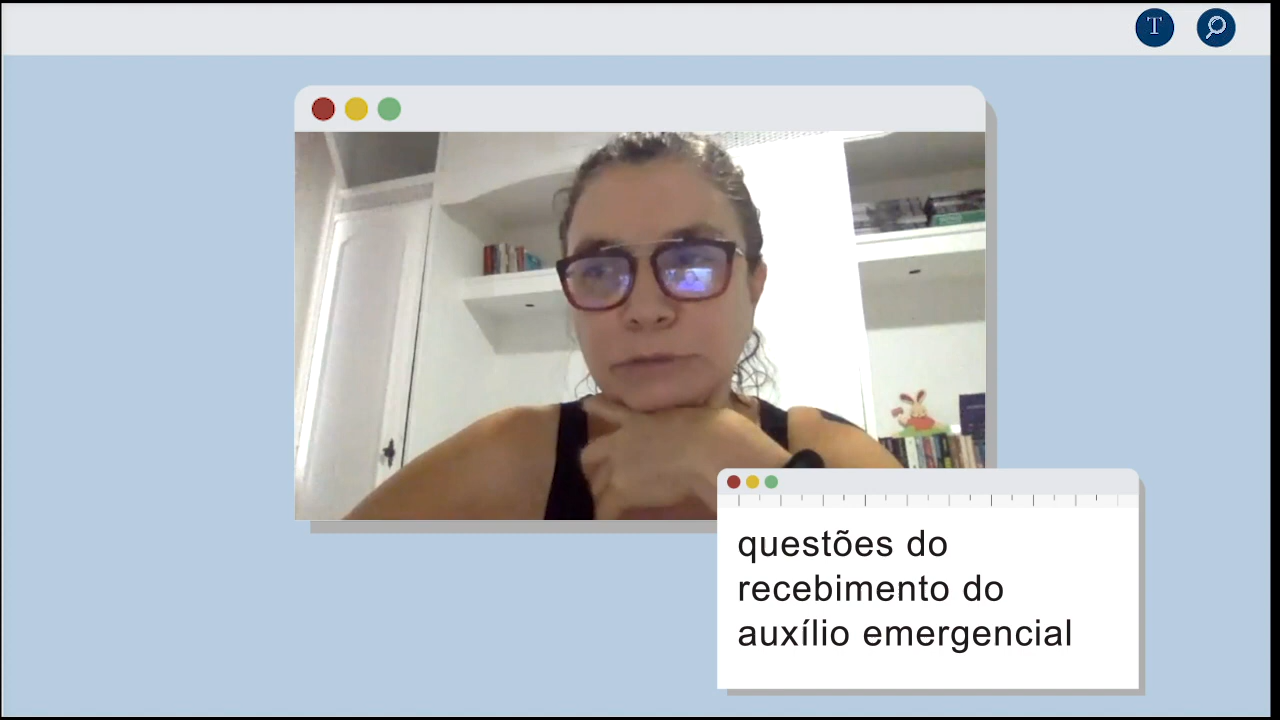 T
questões do
recebimento do
auxílio emergencial